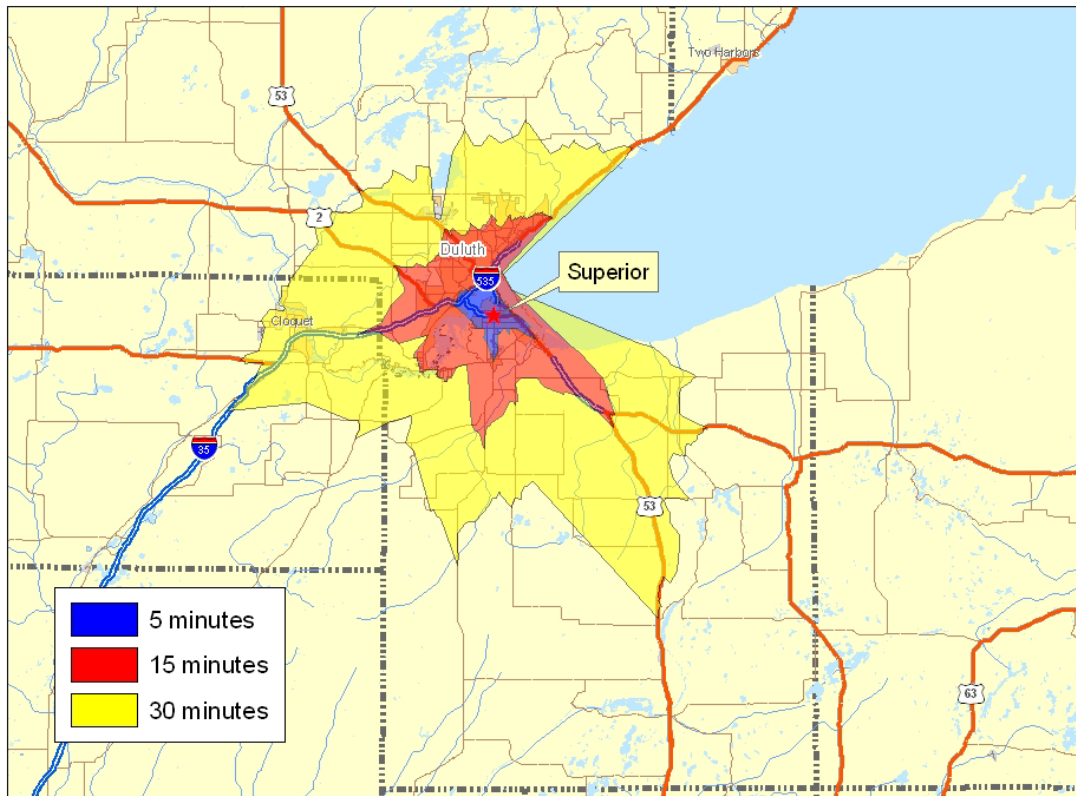 Two Harbors
53
2
Duluth
535
Superior
Cloquet
35
53
63
5 minutes
15 minutes
30 minutes